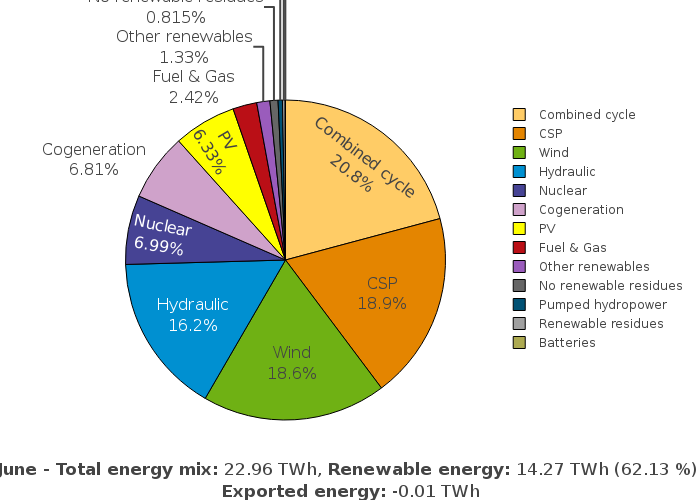 No renewable residues
0.815%
Other renewables
1.33%
Fuel & Gas
2.42%
PV
6.33%
Cogeneration
6.81%
Nuclear
6.99%
Hydraulic
16.2%
Wind
18.6%
CSP
18.9%
Combined cycle
20.8%
Combined cycle
CSP
Wind
Hydraulic
Nuclear
Cogeneration
PV
Fuel & Gas
Other renewables
No renewable residues
Pumped hydropower
Renewable residues
Batteries
June - Total energy mix: 22.96 TWh, Renewable energy: 14.27 TWh (62.13 %)
Exported energy: -0.01 TWh